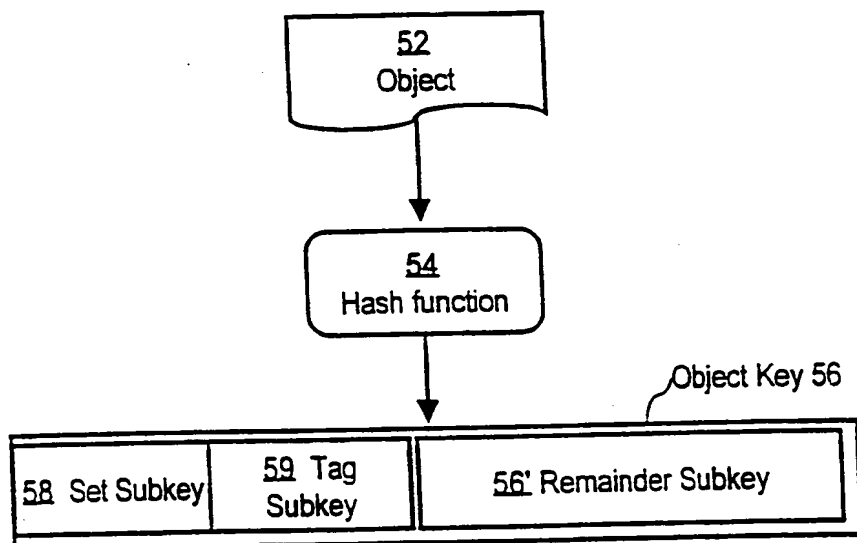 52
Object
54
Hash function
Object Key 56
58 Set Subkey
59 Tag
Subkey
56' Remainder Subkey